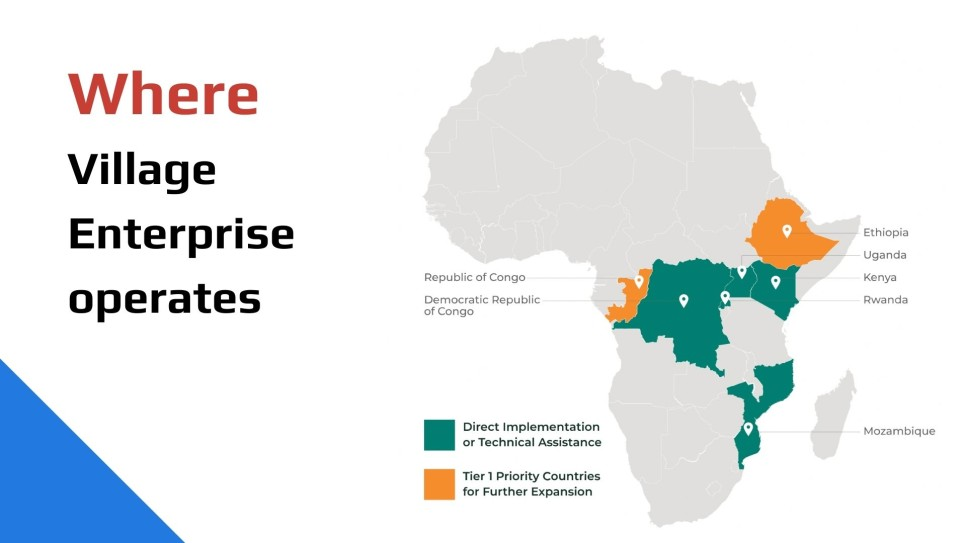 Where
Village
Enterprise
operates
Ethiopia
Uganda
Republic of Congo
Kenya
Democratic Republic
of Congo
Rwanda
Mozambique
Direct Implementation
or Technical Assistance
Tier 1 Priority Countries
for Further Expansion